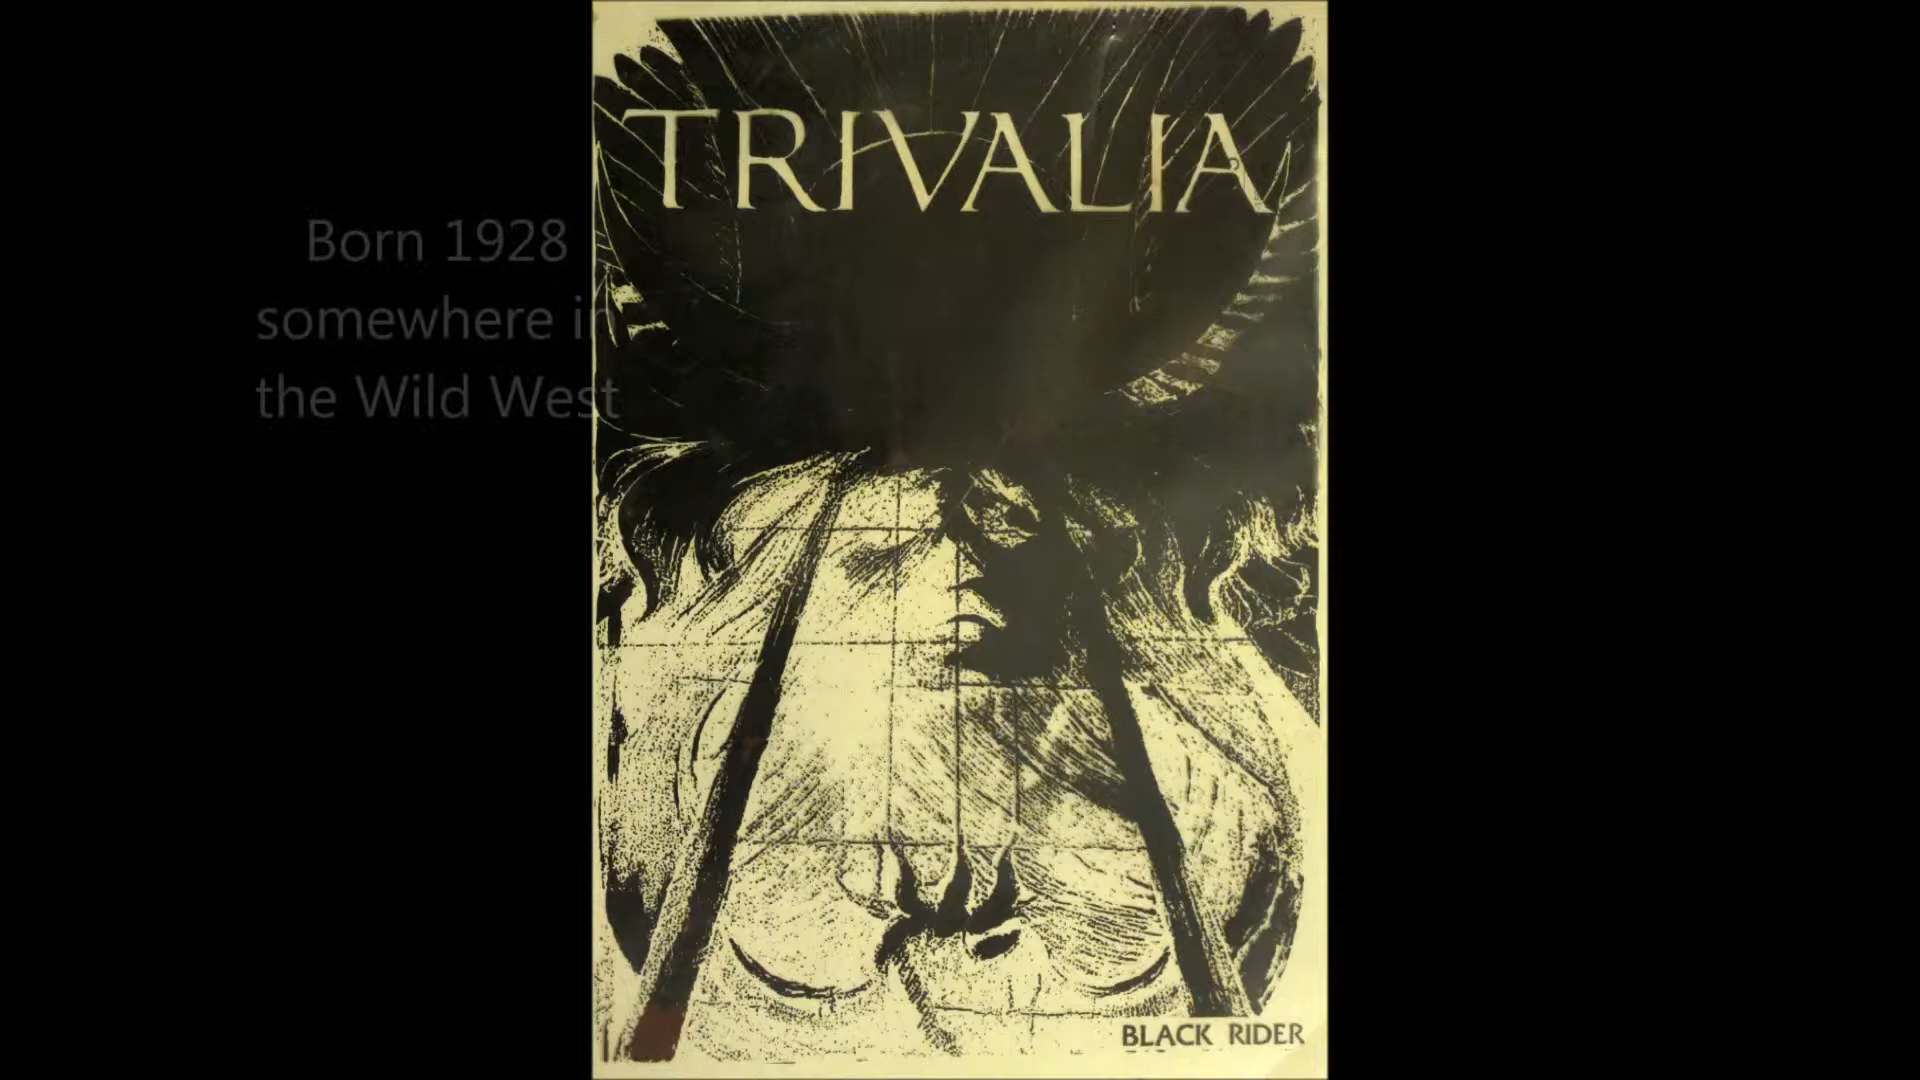 TRIVALIA
Born 1928
somewhere in
the Wild West
BLACK RIDER